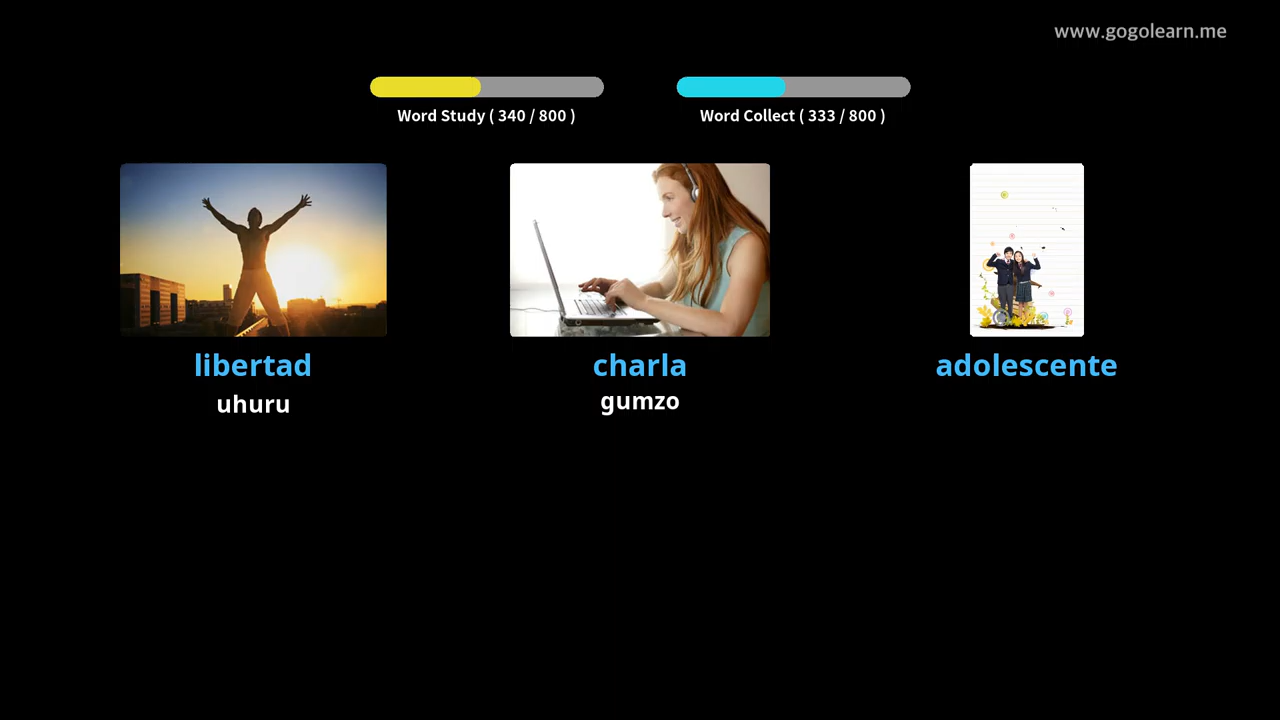 www.gogolearn.me
Word Study ( 340 / 800 )
Word Collect ( 333 / 800 )
libertad
charla
adolescente
uhuru
gumzo